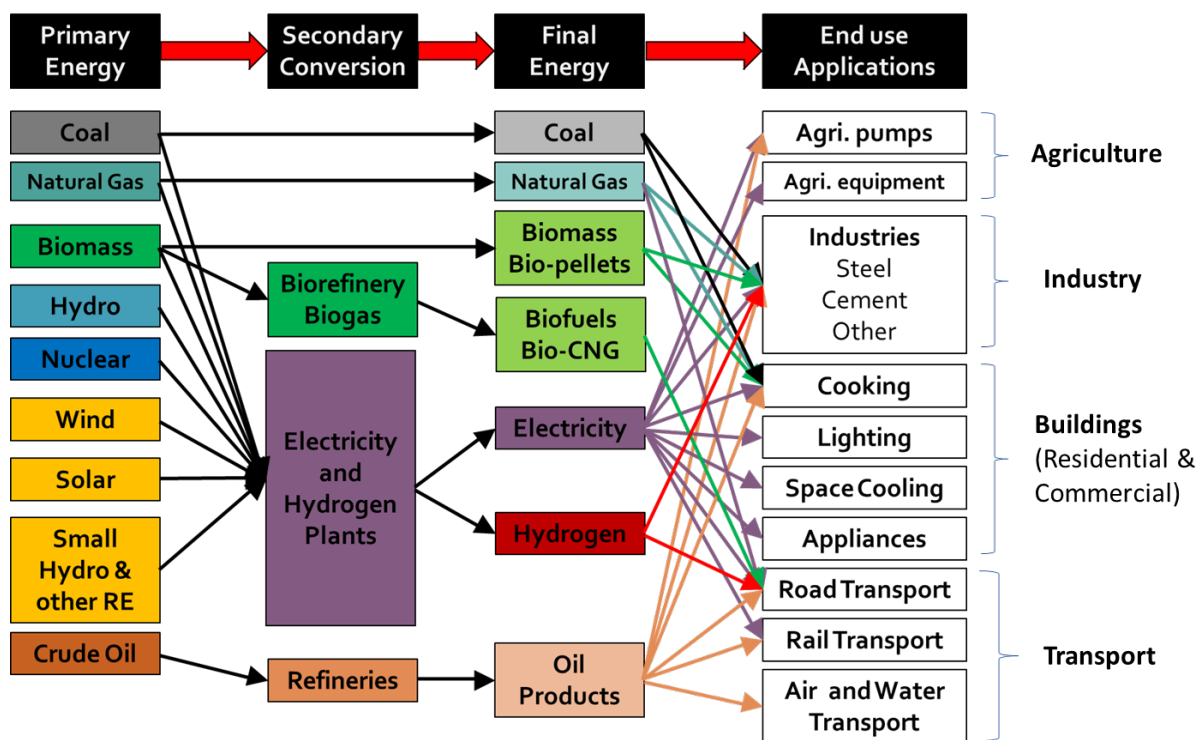 Primary
Energy
Secondary
Conversion
Final
Energy
End use
Applications
Coal
Natural Gas
Biomass
Hydro
Nuclear
Wind
Solar
Small
Hydro &
other RE
Crude Oil
Biorefinery
Biogas
Electricity
and
Hydrogen
Plants
Refineries
Coal
Natural Gas
Biomass
Bio-pellets
Biofuels
Bio-CNG
Electricity
Hydrogen
Oil
Products
Agri. pumps
Agri. equipment
Industries
Steel
Cement
Other
Cooking
Lighting
Space Cooling
Appliances
Road Transport
Rail Transport
Air and Water
Transport
Agriculture
Industry
Buildings
(Residential &
Commercial)
Transport